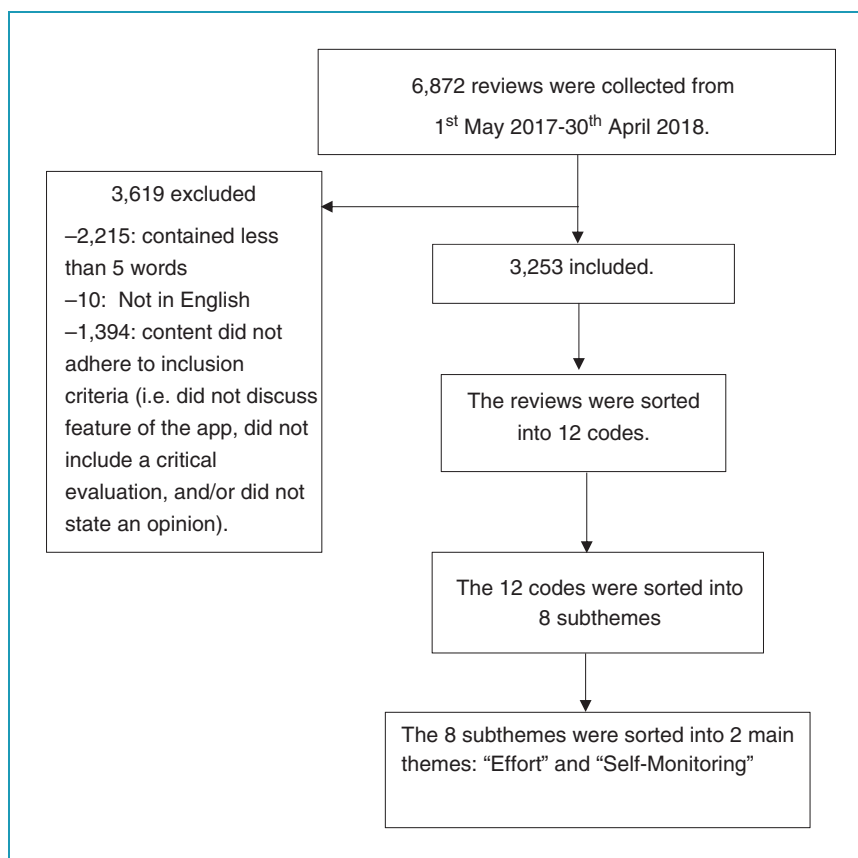 6,872 reviews were collected from
1st May 2017-30th April 2018.
3,619 excluded
–2,215: contained less
than 5 words
–10: Not in English
–1,394: content did not
adhere to inclusion
criteria (i.e. did not discuss
feature of the app, did not
include a critical
evaluation, and/or did not
state an opinion).
3,253 included.
The reviews were sorted
into 12 codes.
The 12 codes were sorted into
8 subthemes
The 8 subthemes were sorted into 2 main
themes: “Effort” and “Self-Monitoring”